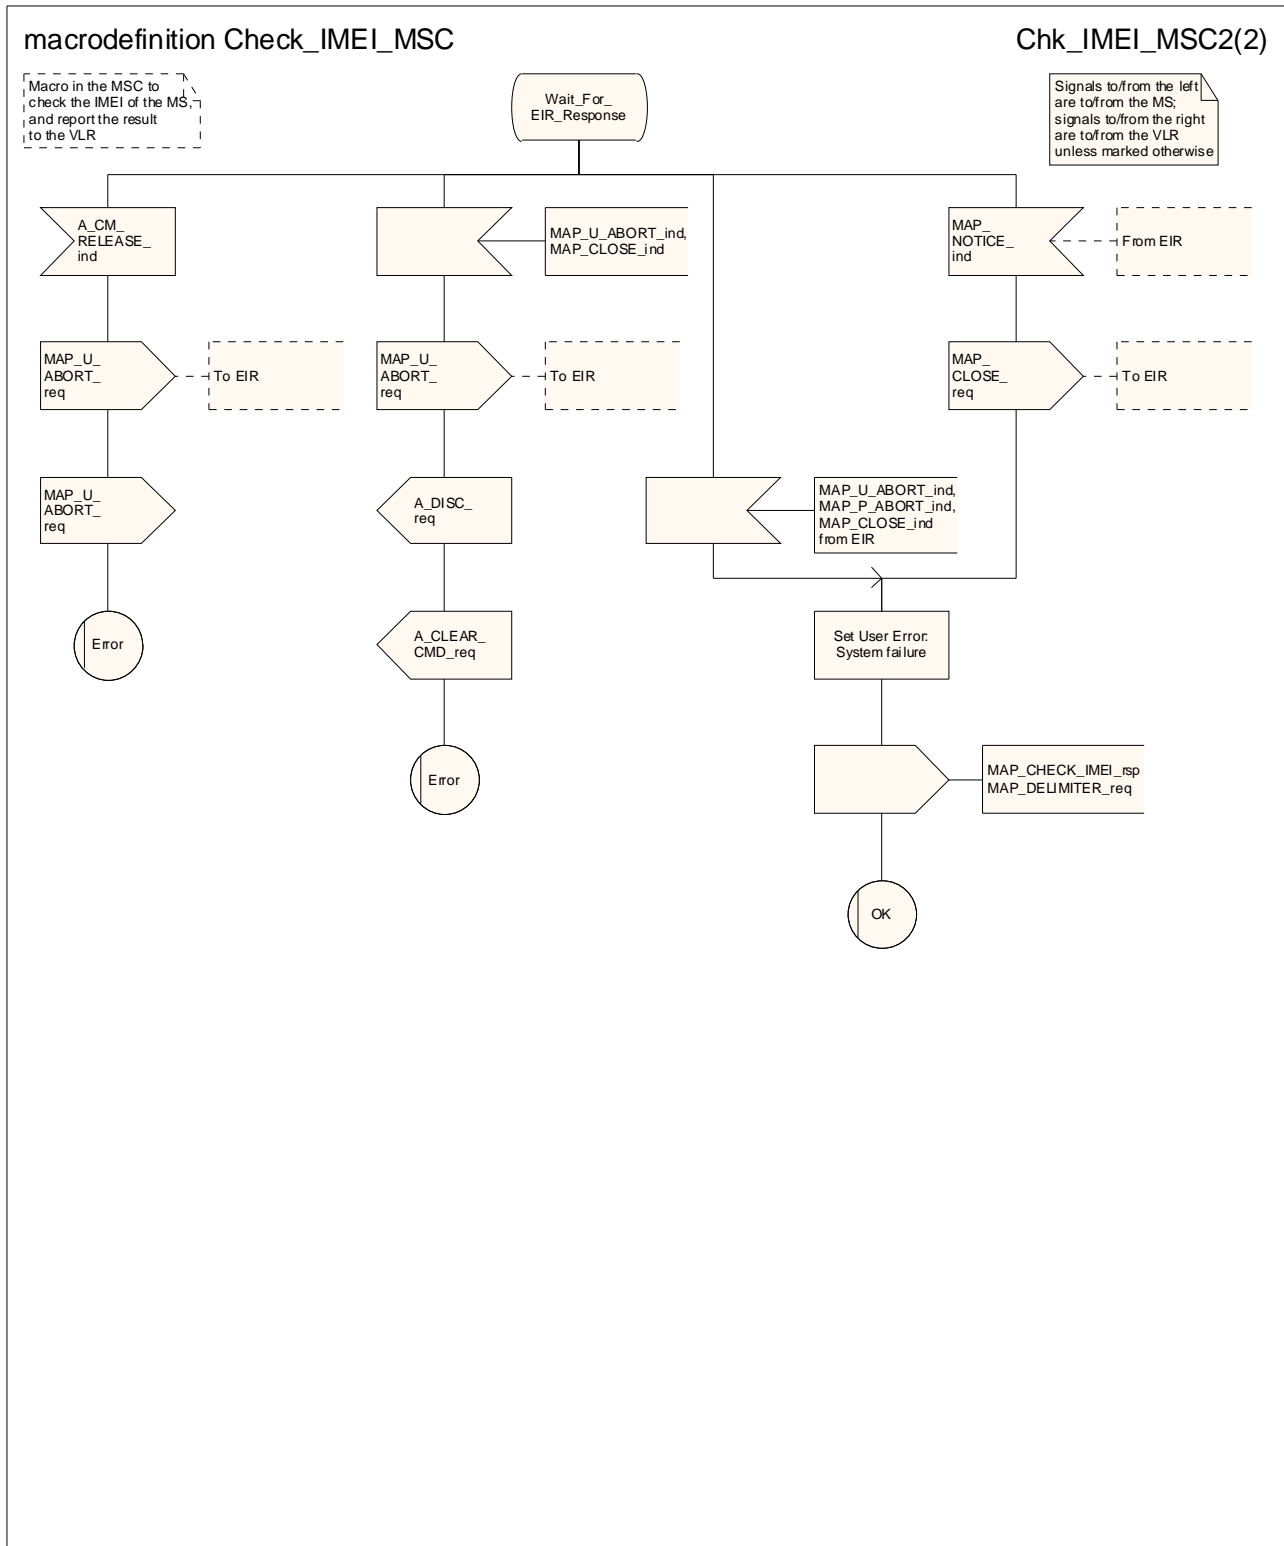 macrodefinition Check_IMEI_MSC
Chk_IMEI_MSC2(2)
Macro in the MSC to
check the IMEI of the MS,
and report the result
to the VLR
Wait_For_
EIR_Response
Signals to/from the left
are to/from the MS;
signals to/from the right
are to/from the VLR
unless marked otherwise
A_CM_
RELEASE_
ind
MAP_U_ABORT_ind,
MAP_CLOSE_ind
MAP_
NOTICE_
ind
From EIR
MAP_U_
ABORT_
req
To EIR
MAP_U_
ABORT_
req
To EIR
MAP_
CLOSE_
req
To EIR
MAP_U_
ABORT_
req
A_DISC_
req
MAP_U_ABORT_ind,
MAP_P_ABORT_ind,
MAP_CLOSE_ind
from EIR
Error
A_CLEAR_
CMD_req
Set User Error:
System failure
Error
MAP_CHECK_IMEI_rsp
MAP_DELIMITER_req
OK